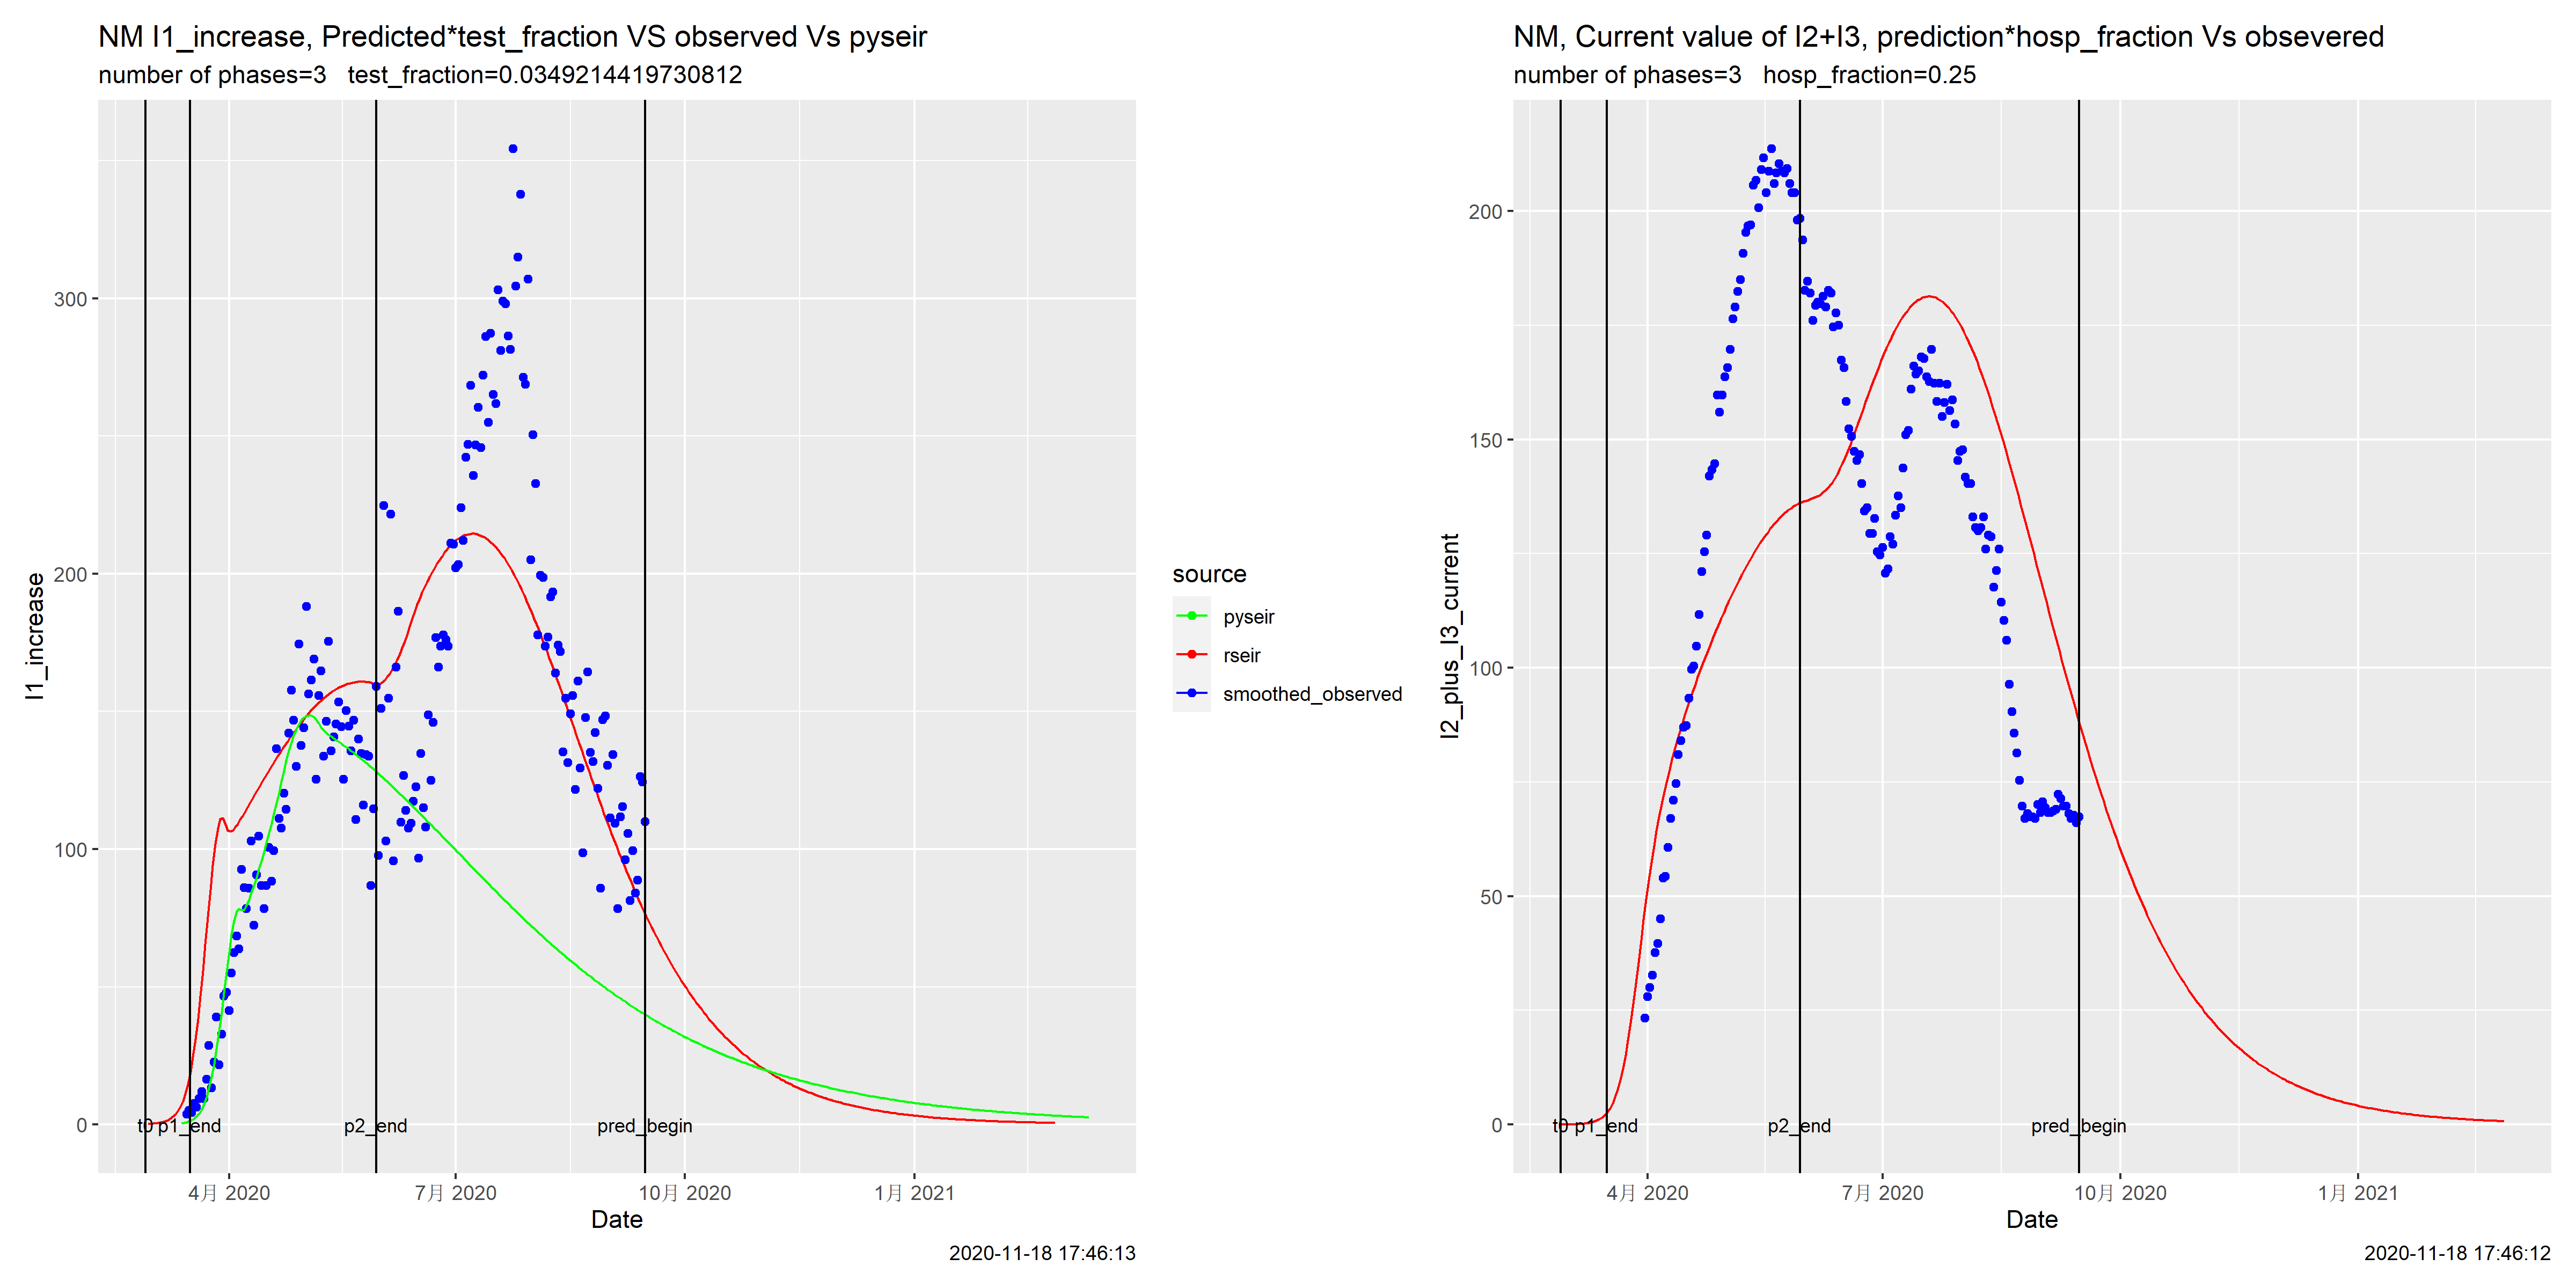 NM I1_increase, Predicted*test_fraction VS observed Vs pyseir
number of phases=3   test_fraction=0.0349214419730812
I1_increase
300
200
100
0
t0 p1_end p2_end pred_begin
4月 2020 7月 2020 10月 2020 1月 2021
Date
2020-11-18 17:46:13
source
pyseir
rseir
smoothed_observed
NM, Current value of I2+I3, prediction*hosp_fraction Vs obsevered
number of phases=3   hosp_fraction=0.25
I2_plus_I3_current
200
150
100
50
0
t0 p1_end p2_end pred_begin
4月 2020 7月 2020 10月 2020 1月 2021
Date
2020-11-18 17:46:12